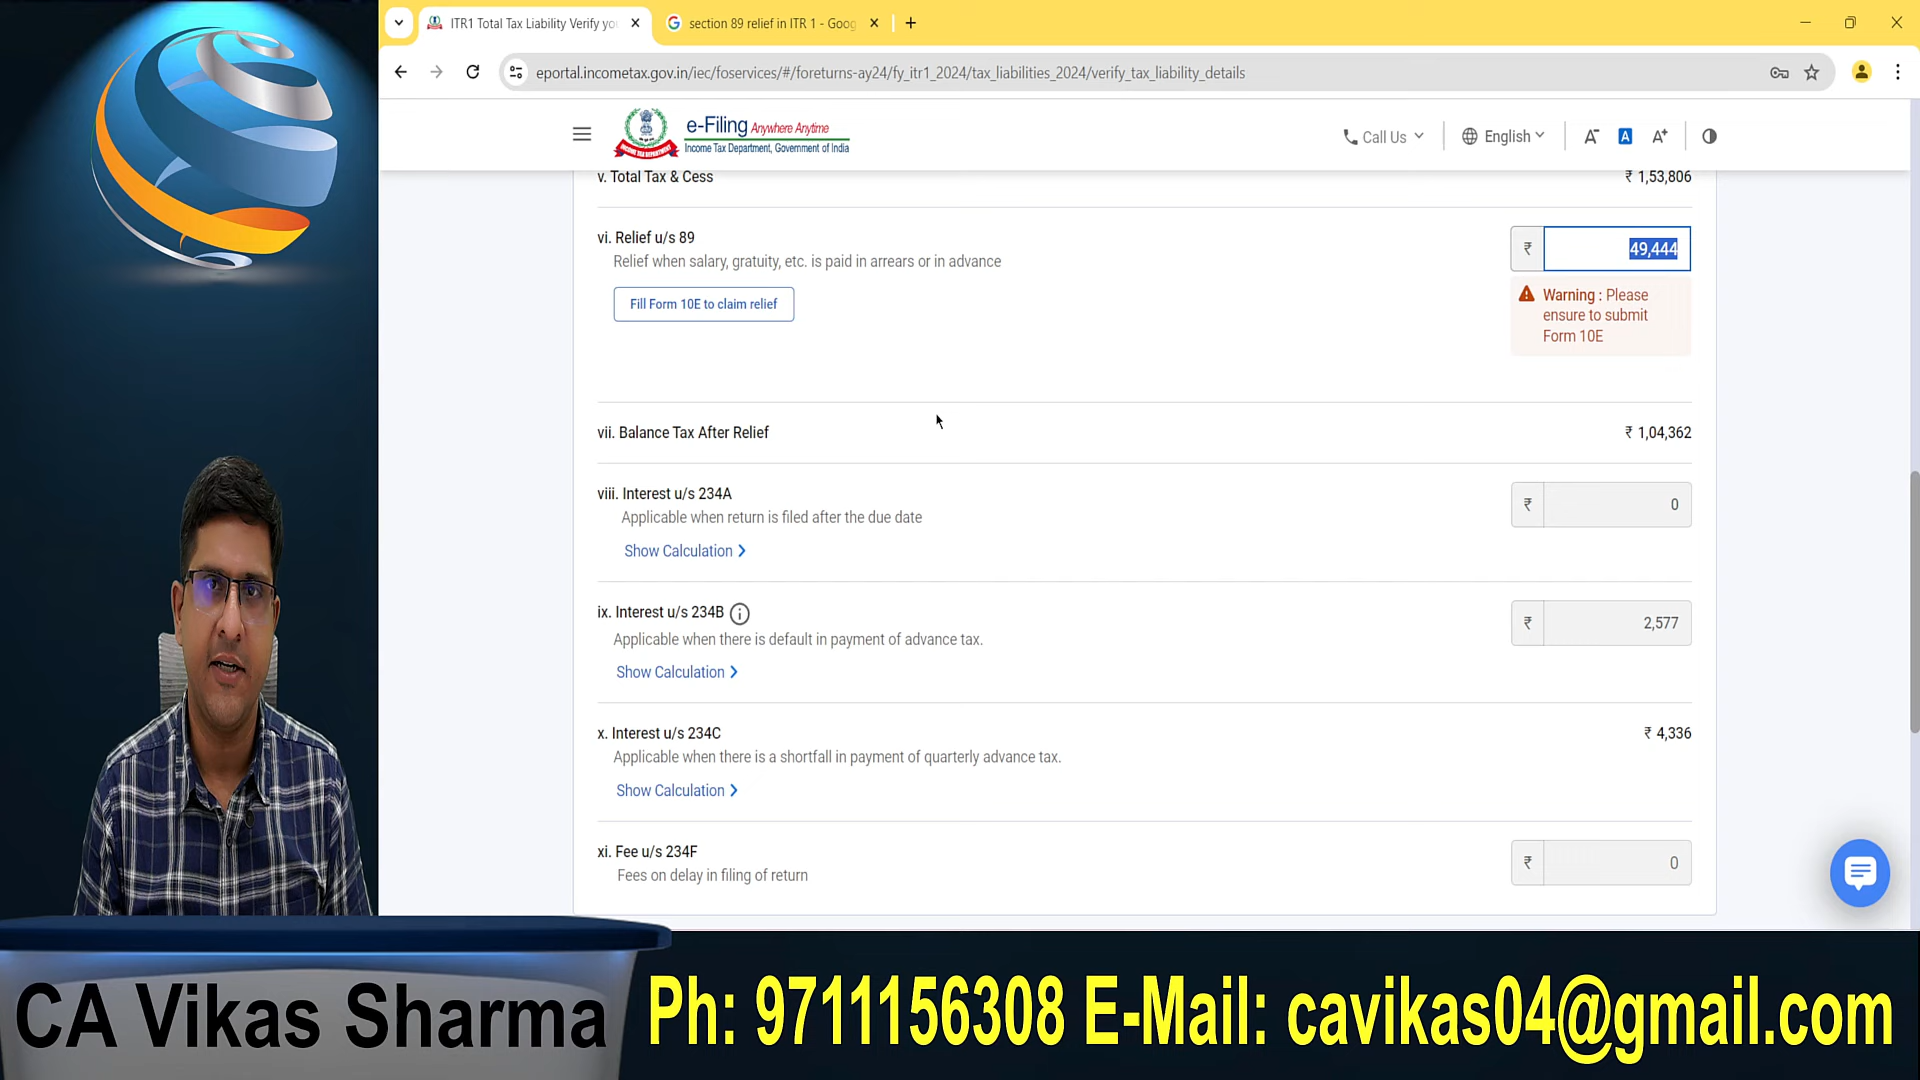 ITR1 Total Tax Liability Verify yo
section 89 relief in ITR 1 - Goog
eportal.incometax.gov.in/iec/foservices/#/foreturns-ay24/fy_itr1_2024/tax_liabilities_2024/verify_tax_liability_details
e-Filing Anywhere Anytime
Income Tax Department, Government of India
Call Us
English
A- A A+
v. Total Tax & Cess ₹ 1,53,806
vi. Relief u/s 89 ₹ 49,444
Relief when salary, gratuity, etc. is paid in arrears or in advance
Fill Form 10E to claim relief
Warning : Please
ensure to submit
Form 10E
vii. Balance Tax After Relief ₹ 1,04,362
viii. Interest u/s 234A ₹ 0
Applicable when return is filed after the due date
Show Calculation
ix. Interest u/s 234B ₹ 2,577
Applicable when there is default in payment of advance tax.
Show Calculation
x. Interest u/s 234C ₹ 4,336
Applicable when there is a shortfall in payment of quarterly advance tax.
Show Calculation
xi. Fee u/s 234F ₹ 0
Fees on delay in filing of return
CA Vikas Sharma
Ph: 9711156308 E-Mail: cavikas04@gmail.com